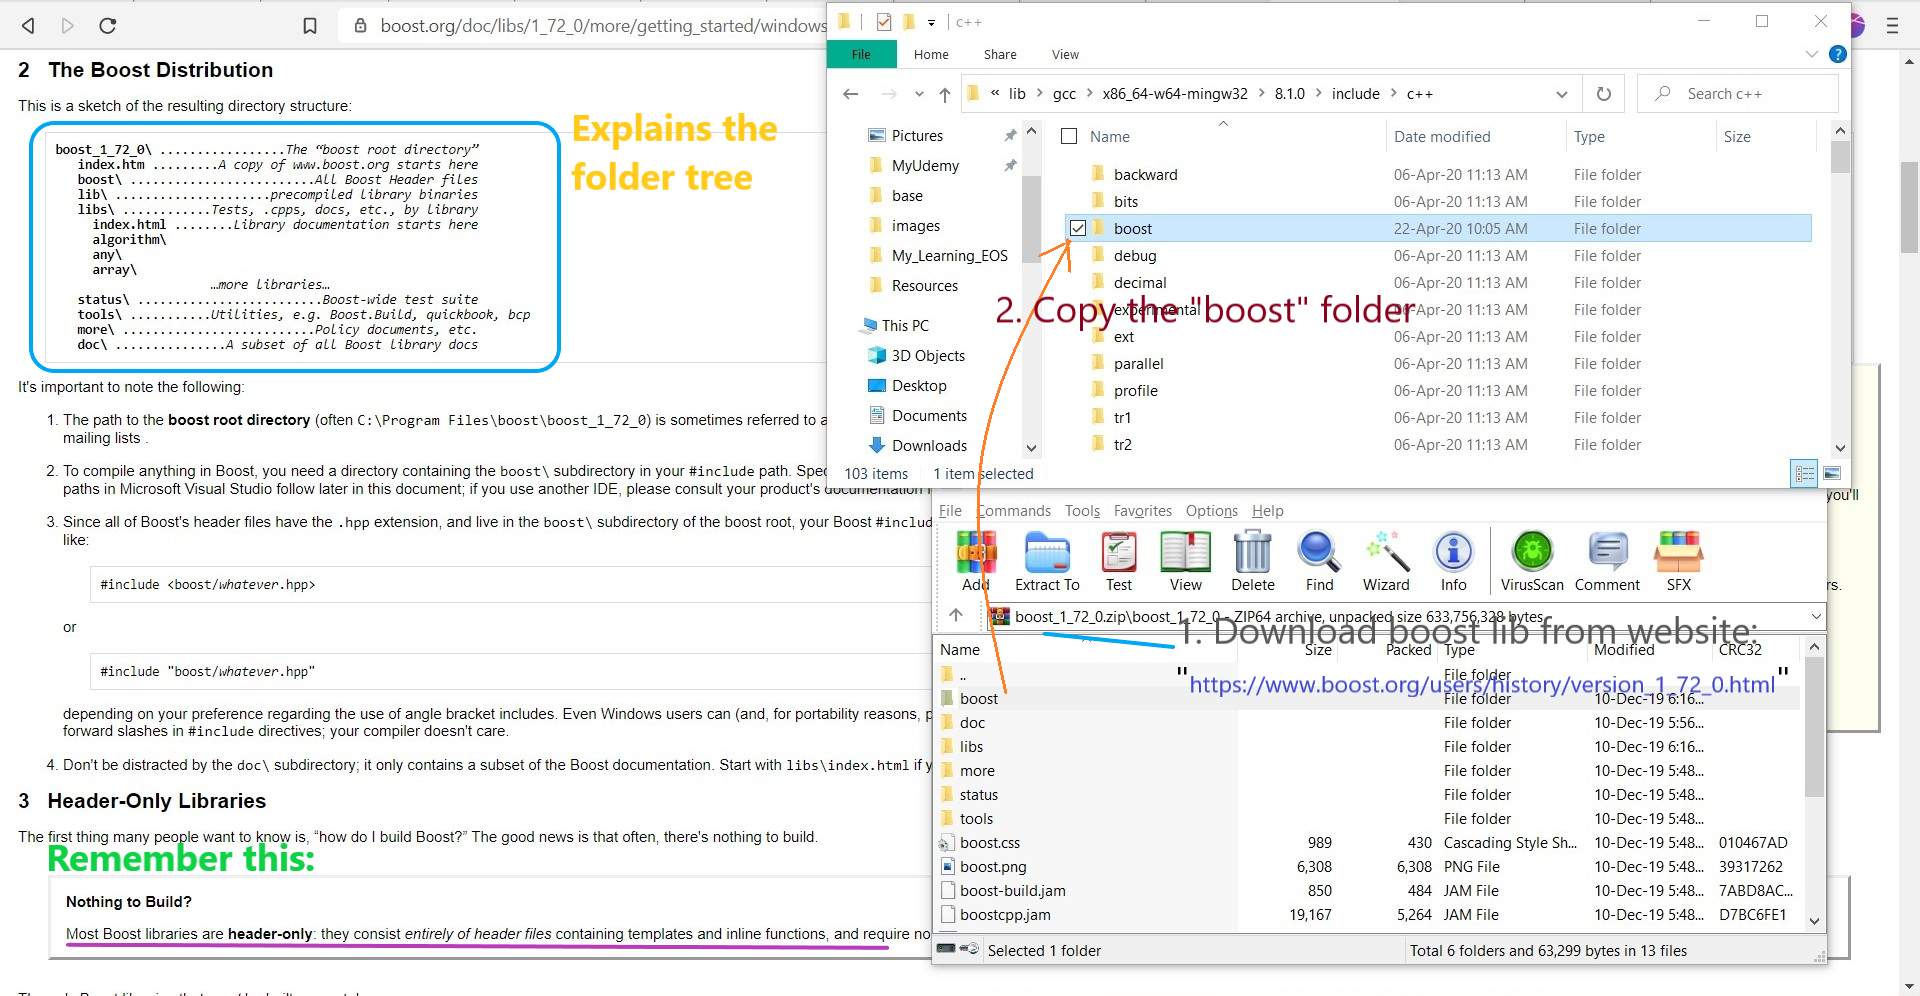 boost.org/doc/libs/1_72_0/more/getting_started/windows.
2 The Boost Distribution
This is a sketch of the resulting directory structure:
Explains the
folder tree
boost_1_72_0\ .................The “boost root directory”
index.htm .........A copy of www.boost.org starts here
boost\ .........................All Boost Header files
lib\ .....................precompiled library binaries
libs\ ............Tests, .cpps, docs, etc., by library
index.html ........Library documentation starts here
algorithm\
any\
array\
…more libraries…
status\ .........................Boost-wide test suite
tools\ ...........Utilities, e.g. Boost.Build, quickbook, bcp
more\ ..........................Policy documents, etc.
doc\ ...............A subset of all Boost library docs
It's important to note the following:
1. The path to the boost root directory (often C:\Program Files\boost\boost_1_72_0) is sometimes referred to a
mailing lists .
2. To compile anything in Boost, you need a directory containing the boost\ subdirectory in your #include path. Spec
paths in Microsoft Visual Studio follow later in this document; if you use another IDE, please consult your product's documentation
you'll
3. Since all of Boost's header files have the .hpp extension, and live in the boost\ subdirectory of the boost root, your Boost #includ
like:
rs.
#include <boost/whatever.hpp>
or
#include "boost/whatever.hpp"
depending on your preference regarding the use of angle bracket includes. Even Windows users can (and, for portability reasons, p
forward slashes in #include directives; your compiler doesn't care.
4. Don't be distracted by the doc\ subdirectory; it only contains a subset of the Boost documentation. Start with libs\index.html if y
3 Header-Only Libraries
The first thing many people want to know is, “how do I build Boost?” The good news is that often, there's nothing to build.
Remember this:
Nothing to Build?
Most Boost libraries are header-only: they consist entirely of header files containing templates and inline functions, and require no
c++
File Home Share View
« lib > gcc > x86_64-w64-mingw32 > 8.1.0 > include > c++
Search c++
Pictures
MyUdemy
base
images
My_Learning_EOS
Resources
This PC
3D Objects
Desktop
Documents
Downloads
Name Date modified Type Size
backward 06-Apr-20 11:13 AM File folder
bits 06-Apr-20 11:13 AM File folder
boost 22-Apr-20 10:05 AM File folder
debug 06-Apr-20 11:13 AM File folder
decimal 06-Apr-20 11:13 AM File folder
2. Copy the "boost" folder
experimental 06-Apr-20 11:13 AM File folder
ext 06-Apr-20 11:13 AM File folder
parallel 06-Apr-20 11:13 AM File folder
profile 06-Apr-20 11:13 AM File folder
tr1 06-Apr-20 11:13 AM File folder
tr2 06-Apr-20 11:13 AM File folder
103 items 1 item selected
File Commands Tools Favorites Options Help
Add Extract To Test View Delete Find Wizard Info VirusScan Comment SFX
boost_1_72_0.zip\boost_1_72_0 - ZIP64 archive, unpacked size 633,756,328 bytes
1. Download boost lib from website:
"https://www.boost.org/users/history/version_1_72_0.html"
Name Size Packed Type Modified CRC32
.. File folder
boost File folder 10-Dec-19 6:16...
doc File folder 10-Dec-19 5:56...
libs File folder 10-Dec-19 6:16...
more File folder 10-Dec-19 5:48...
status File folder 10-Dec-19 5:48...
tools File folder 10-Dec-19 5:48...
boost.css 989 430 Cascading Style Sh... 10-Dec-19 5:48... 010467AD
boost.png 6,308 6,308 PNG File 10-Dec-19 5:48... 39317262
boost-build.jam 850 484 JAM File 10-Dec-19 5:48... 7ABD8AC...
boostcpp.jam 19,167 5,264 JAM File 10-Dec-19 5:48... D7BC6FE1
Selected 1 folder
Total 6 folders and 63,299 bytes in 13 files